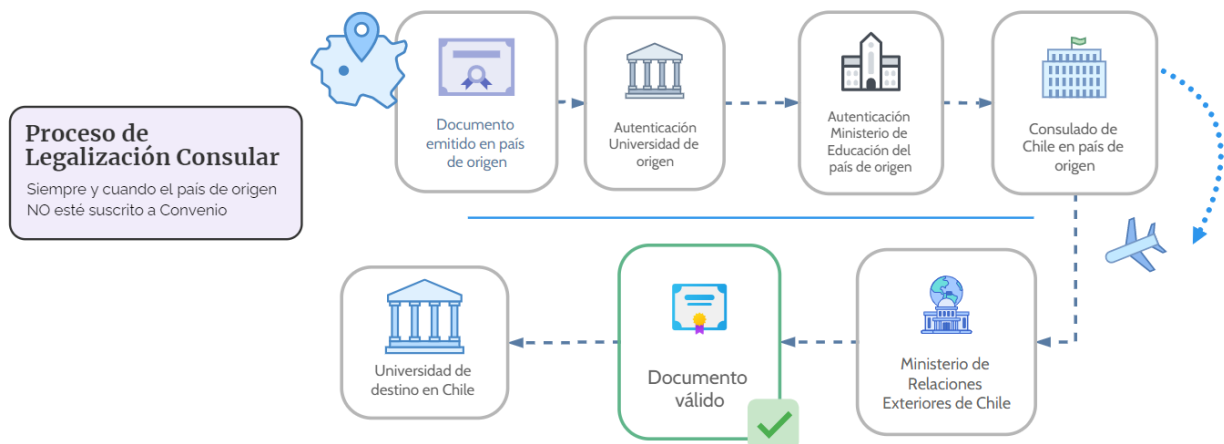 Proceso de
Legalización Consular
Siempre y cuando el país de origen
NO esté suscrito a Convenio
Documento
emitido en país
de origen
Autenticación
Universidad de
origen
Autenticación
Ministerio de
Educación del
país de origen
Consulado de
Chile en país de
origen
Ministerio de
Relaciones
Exteriores de Chile
Documento
válido
Universidad de
destino en Chile